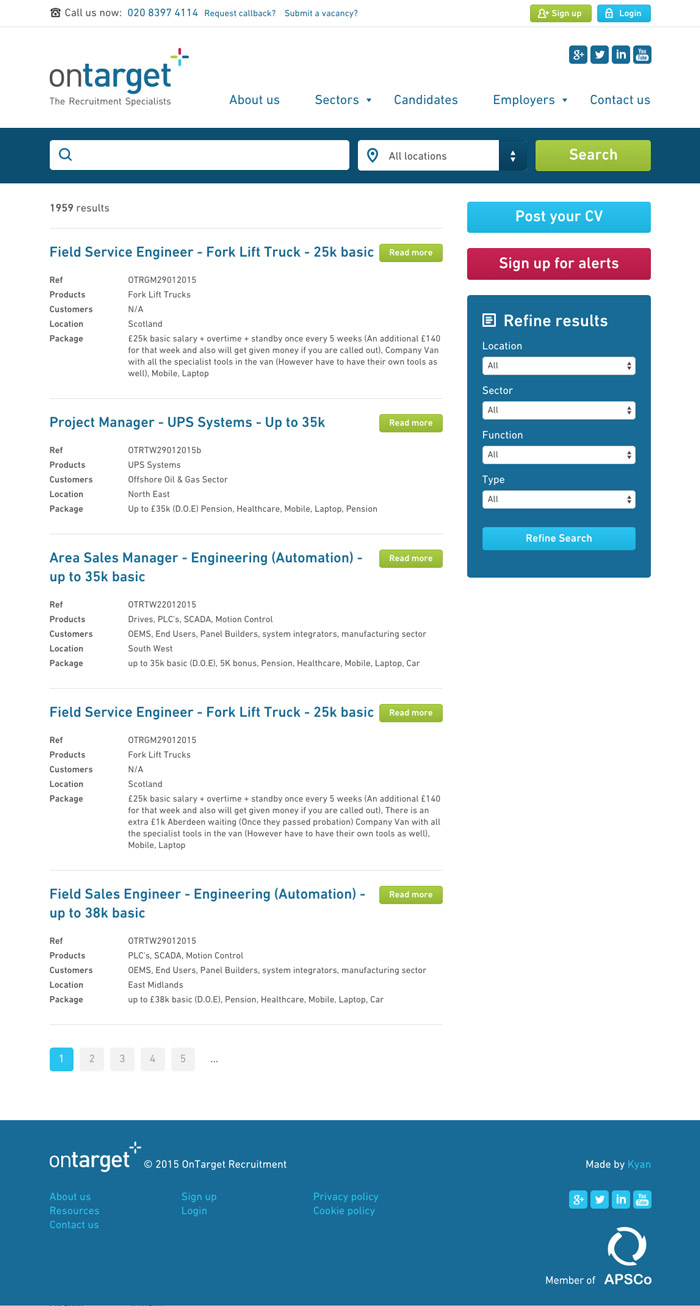 Call us now: 020 8397 4114 Request callback? Submit a vacancy? Sign up Login
g+ in You Tube
ontarget
The Recruitment Specialists
About us Sectors Candidates Employers Contact us
All locations Search
1959 results
Post your CV
Sign up for alerts
Field Service Engineer - Fork Lift Truck - 25k basic Read more
Ref OTRGM29012015
Products Fork Lift Trucks
Customers N/A
Location Scotland
Package £25k basic salary + overtime + standby once every 5 weeks (An additional £140
for that week and also will get given money if you are called out), Company Van
with all the specialist tools in the van (However have to have their own tools as
well), Mobile, Laptop
Refine results
Location
All
Sector
All
Function
All
Type
All
Refine Search
Project Manager - UPS Systems - Up to 35k Read more
Ref OTRTW29012015b
Products UPS Systems
Customers Offshore Oil & Gas Sector
Location North East
Package Up to £35k (D.O.E) Pension, Healthcare, Mobile, Laptop, Pension
Area Sales Manager - Engineering (Automation) - Read more
up to 35k basic
Ref OTRTW22012015
Products Drives, PLC's, SCADA, Motion Control
Customers OEMS, End Users, Panel Builders, system integrators, manufacturing sector
Location South West
Package up to 35k basic (D.O.E), 5K bonus, Pension, Healthcare, Mobile, Laptop, Car
Field Service Engineer - Fork Lift Truck - 25k basic Read more
Ref OTRGM29012015
Products Fork Lift Trucks
Customers N/A
Location Scotland
Package £25k basic salary + overtime + standby once every 5 weeks (An additional £140
for that week and also will get given money if you are called out), There is an
extra £1k Aberdeen waiting (Once they passed probation) Company Van with all
the specialist tools in the van (However have to have their own tools as well),
Mobile, Laptop
Field Sales Engineer - Engineering (Automation) - Read more
up to 38k basic
Ref OTRTW29012015
Products PLC's, SCADA, Motion Control
Customers OEMS, End Users, Panel Builders, system integrators, manufacturing sector
Location East Midlands
Package up to £38k basic (D.O.E), Pension, Healthcare, Mobile, Laptop, Car
1 2 3 4 5 ...
ontarget © 2015 OnTarget Recruitment Made by Kyan
About us Sign up Privacy policy g+ in You Tube
Resources Login Cookie policy
Contact us
Member of APSCo